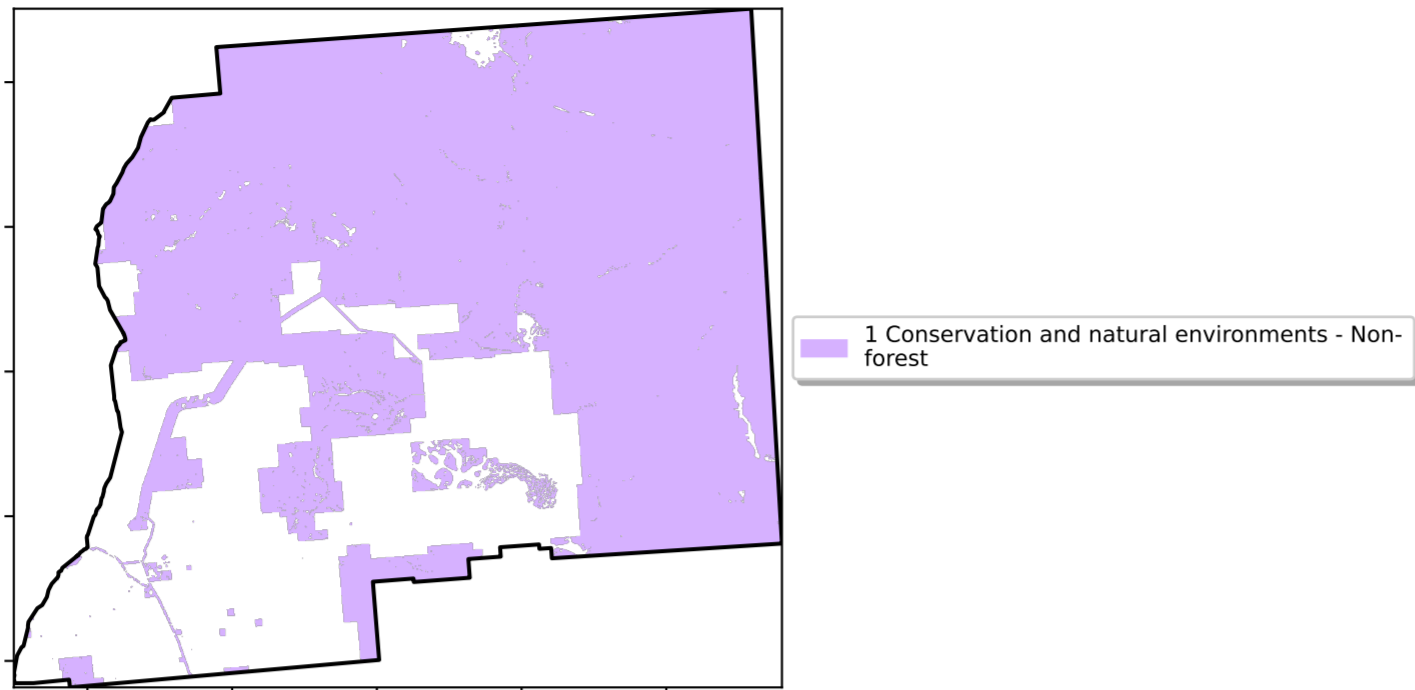 1 Conservation and natural environments - Non-
forest